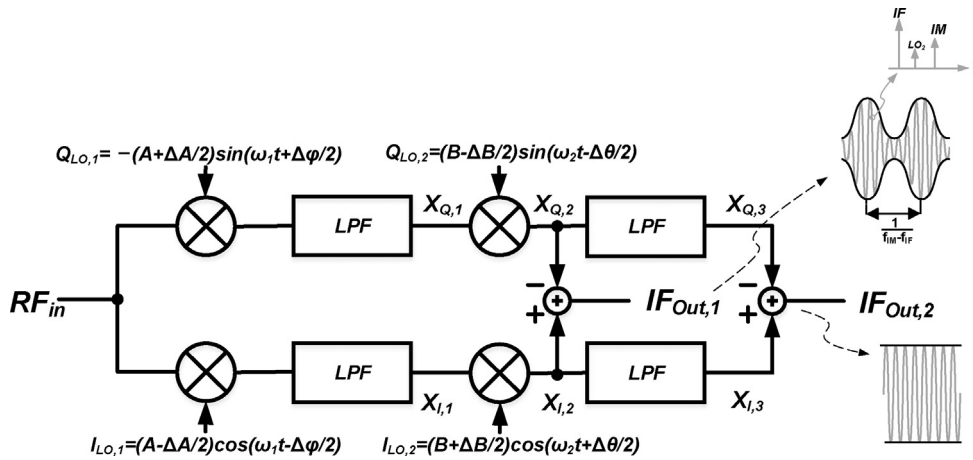 IF
IM
LO2
QLO,1= −(A+ΔA/2)sin(ω1t+Δφ/2)
QLO,2=(B-ΔB/2)sin(ω2t-Δθ/2)
LPF
XQ,1
XQ,2
LPF
XQ,3
1
fIM-fIF
RFin
−
+
+
IFOut,1
−
+
+
IFOut,2
LPF
XI,1
XI,2
LPF
XI,3
ILO,1=(A-ΔA/2)cos(ω1t-Δφ/2)
ILO,2=(B+ΔB/2)cos(ω2t+Δθ/2)